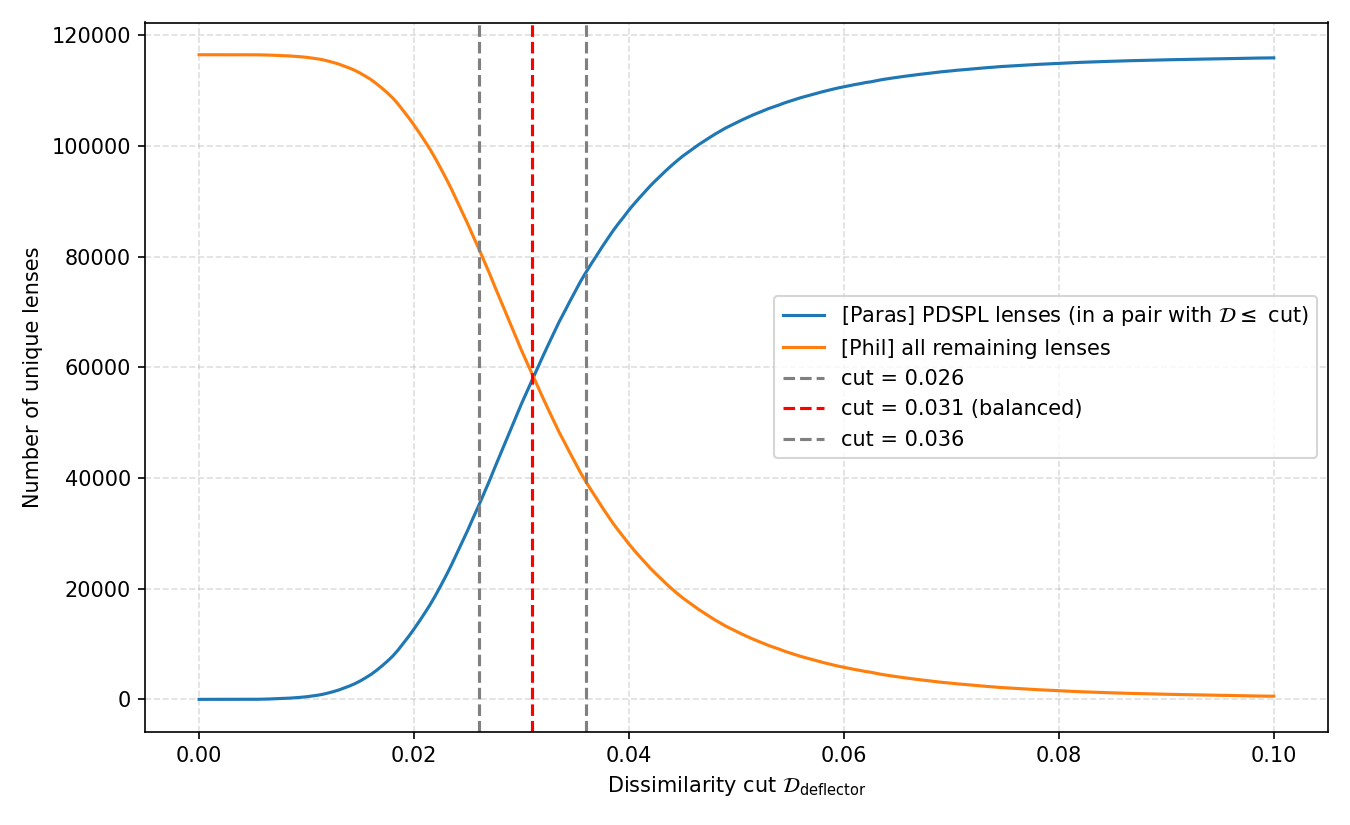 120000
100000
80000
60000
40000
20000
0
Number of unique lenses
[Paras] PDSPL lenses (in a pair with 𝒟 ≤ cut)
[Phil] all remaining lenses
cut = 0.026
cut = 0.031 (balanced)
cut = 0.036
0.00 0.02 0.04 0.06 0.08 0.10
Dissimilarity cut 𝒟deflector